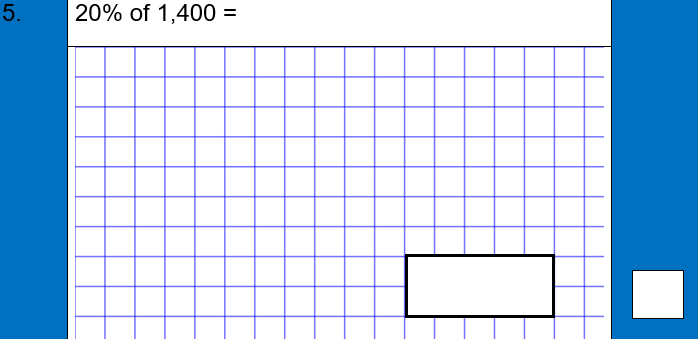 5. 20% of 1,400 =